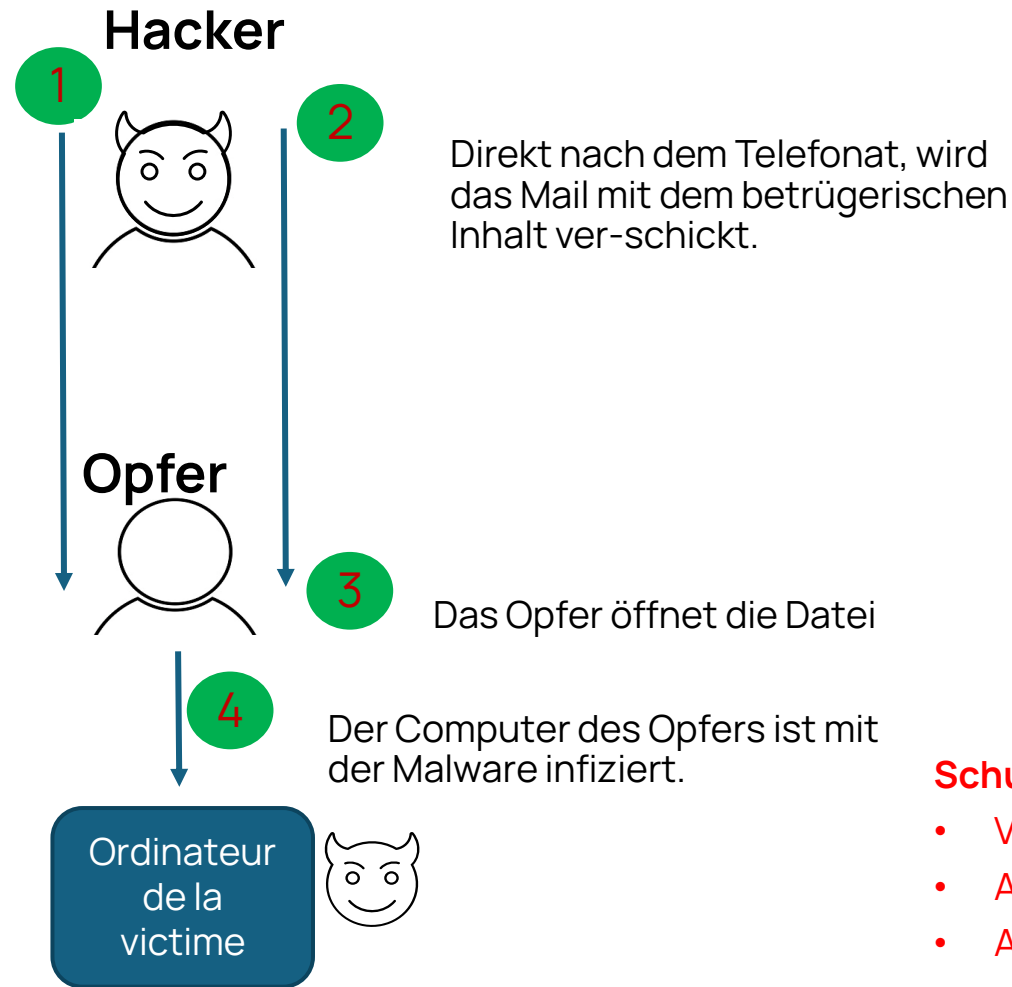 Hacker
1
2
Direkt nach dem Telefonat, wird
das Mail mit dem betrügerischen
Inhalt ver-schickt.
Opfer
3
Das Opfer öffnet die Datei
4
Der Computer des Opfers ist mit
der Malware infiziert.
Ordinateur
de la
victime